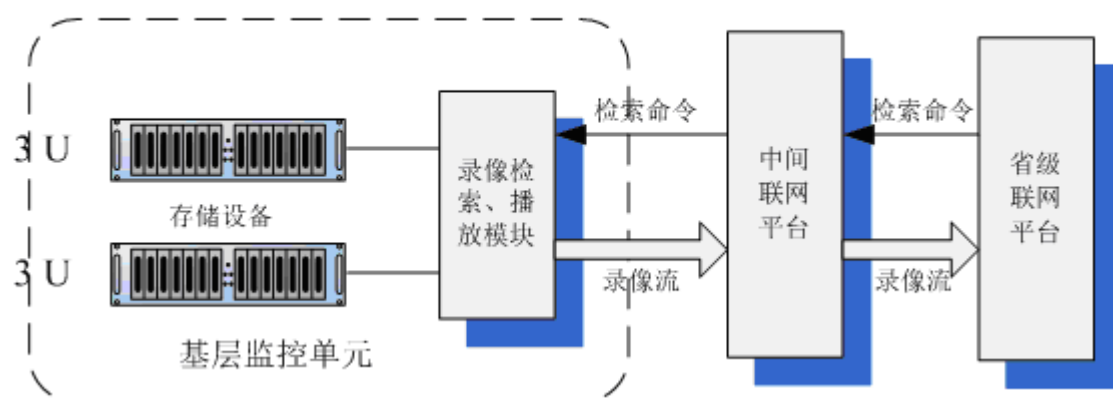 3 U
存储设备
3 U
基层监控单元
录像检
索、播
放模块
检索命令
录像流
中间
联网
平台
检索命令
录像流
省级
联网
平台